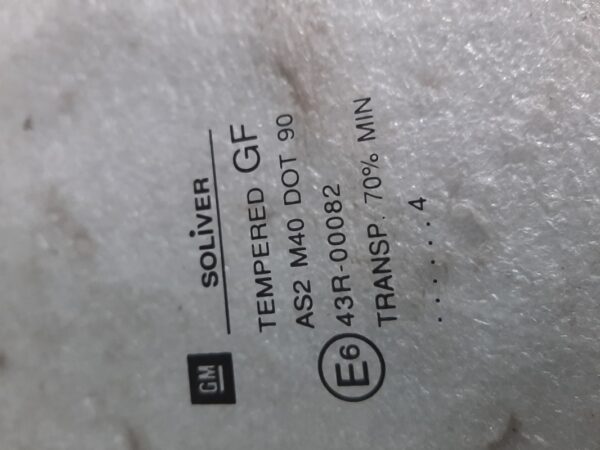 GM
SOLiVER
TEMPERED GF
AS2 M40 DOT 90
E6 43R-00082
TRANSP. 70% MIN
. . . . . . 4